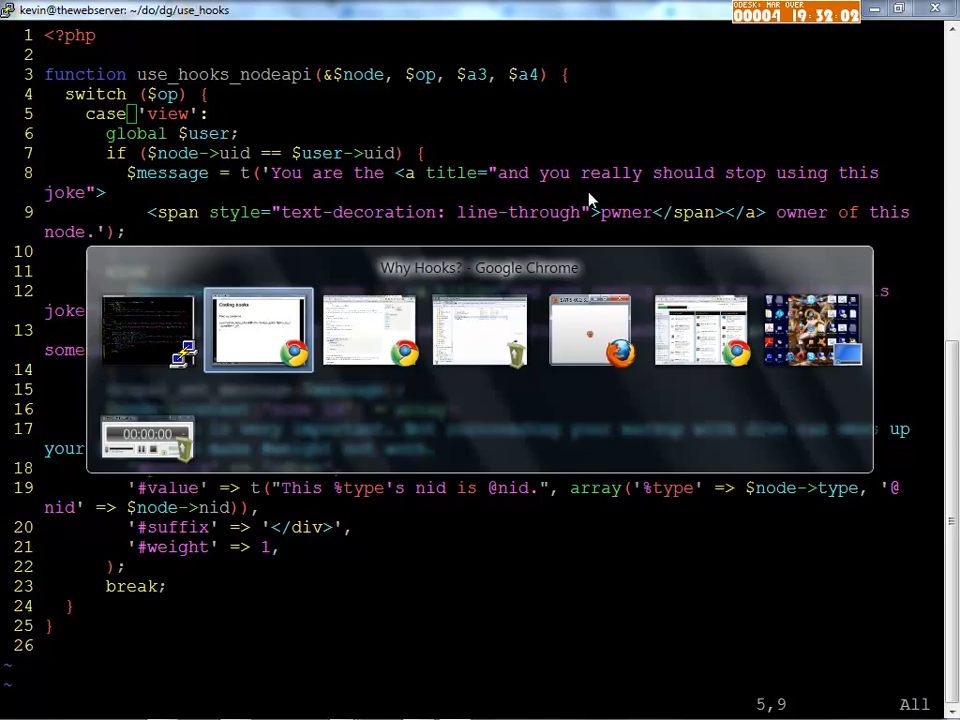 kevin@thewebserver: ~/do/dg/use_hooks
ODESK: MAR OVER
00004 19:32:02
1 <?php
2
3 function use_hooks_nodeapi(&$node, $op, $a3, $a4) {
4   switch ($op) {
5     case 'view':
6       global $user;
7       if ($node->uid == $user->uid) {
8         $message = t('You are the <a title="and you really should stop using this
joke">
9           <span style="text-decoration: line-through">pwner</span></a> owner of this
node.');
10
Why Hooks? - Google Chrome
11
12 is
joke
13
some
14
15
16
17 up
your
00:00:00
18
19         '#value' => t("This %type's nid is @nid.", array('%type' => $node->type, '@
nid' => $node->nid)),
20         '#suffix' => '</div>',
21         '#weight' => 1,
22       );
23       break;
24   }
25 }
26
~
~
5,9 All